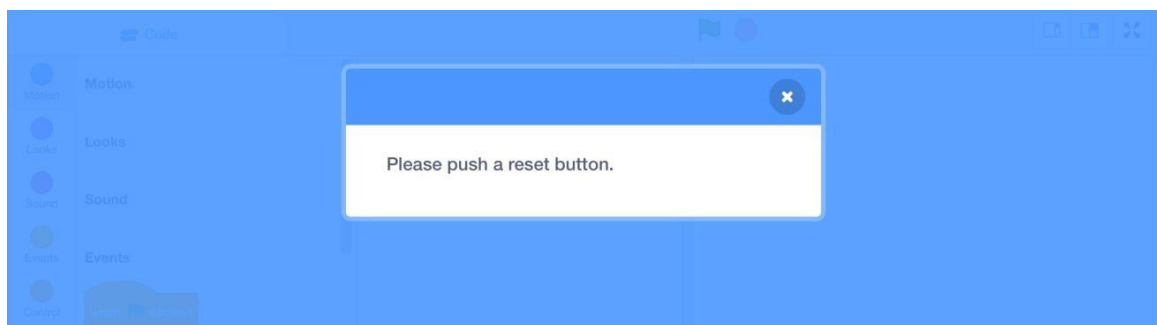 Code
Motion
Motion
Looks
Looks
Please push a reset button.
Sound
Sound
Events
Events
Control